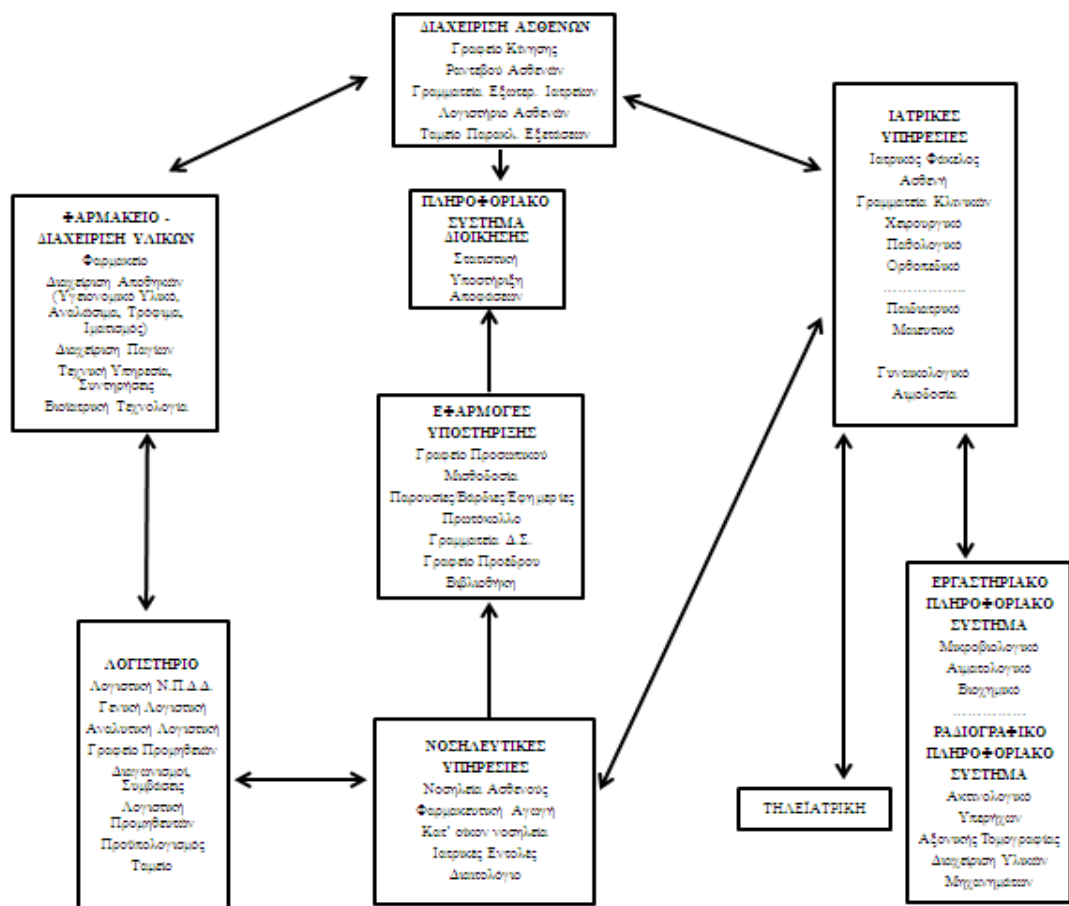 ΔΙΑΧΕΙΡΙΣΗ ΑΣΘΕΝΩΝ
Γραφείο Κίνησης
Ραντεβού Ασθενών
Γραμματεία Εξωτερ. Ιατρείων
Λογιστήριο Ασθενών
Ταμείο Παρακλ. Εξετάσεων
ΦΑΡΜΑΚΕΙΟ -
ΔΙΑΧΕΙΡΙΣΗ ΥΛΙΚΩΝ
Φαρμακείο
Διαχείριση Αποθηκών
(Υγειονομικό Υλικό,
Αναλώσιμα, Τρόφιμα,
Ιματισμός)
Διαχείριση Παγίων
Τεχνική Υπηρεσία,
Συντηρήσεις
Βιοϊατρική Τεχνολογία
ΠΛΗΡΟΦΟΡΙΑΚΟ
ΣΥΣΤΗΜΑ
ΔΙΟΙΚΗΣΗΣ
Στατιστική
Υποστήριξη
Αποφάσεων
ΙΑΤΡΙΚΕΣ
ΥΠΗΡΕΣΙΕΣ
Ιατρικός Φάκελος
Ασθενή
Γραμματεία Κλινικών
Χειρουργικό
Παθολογικό
Ορθοπεδικό
………………..
Παιδιατρικό
Μαιευτικό
Γυναικολογικό
Αιμοδοσία
ΕΦΑΡΜΟΓΕΣ
ΥΠΟΣΤΗΡΙΞΗΣ
Γραφείο Προσωπικού
Μισθοδοσία
Παρουσίες/Βάρδιες/Εφημερίες
Πρωτόκολλο
Γραμματεία Δ.Σ.
Γραφείο Προέδρου
Βιβλιοθήκη
ΛΟΓΙΣΤΗΡΙΟ
Λογιστική Ν.Π.Δ.Δ.
Γενική Λογιστική
Αναλυτική Λογιστική
Γραφείο Προμηθειών
Διαγωνισμοί,
Συμβάσεις
Λογιστική
Προμηθευτών
Προϋπολογισμός
Ταμείο
ΝΟΣΗΛΕΥΤΙΚΕΣ
ΥΠΗΡΕΣΙΕΣ
Νοσηλεία Ασθενούς
Φαρμακευτική Αγωγή
Κατ’ οίκον νοσηλεία
Ιατρικές Εντολές
Διαιτολόγιο
ΤΗΛΕΪΑΤΡΙΚΗ
ΕΡΓΑΣΤΗΡΙΑΚΟ
ΠΛΗΡΟΦΟΡΙΑΚΟ
ΣΥΣΤΗΜΑ
Μικροβιολογικό
Αιματολογικό
Βιοχημικό
………………
ΡΑΔΙΟΓΡΑΦΙΚΟ
ΠΛΗΡΟΦΟΡΙΑΚΟ
ΣΥΣΤΗΜΑ
Ακτινολογικό
Υπερήχων
Αξονικής Τομογραφίας
Διαχείριση Υλικών
Μηχανημάτων